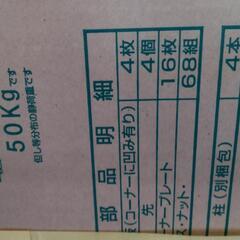 50Kgです
但し等分布の静荷重です
部品明細
(コーナーに凹み有り) 4枚
先 4個
ナープレート 16枚
ス・ナット・ 68組
柱(別梱包) 4本